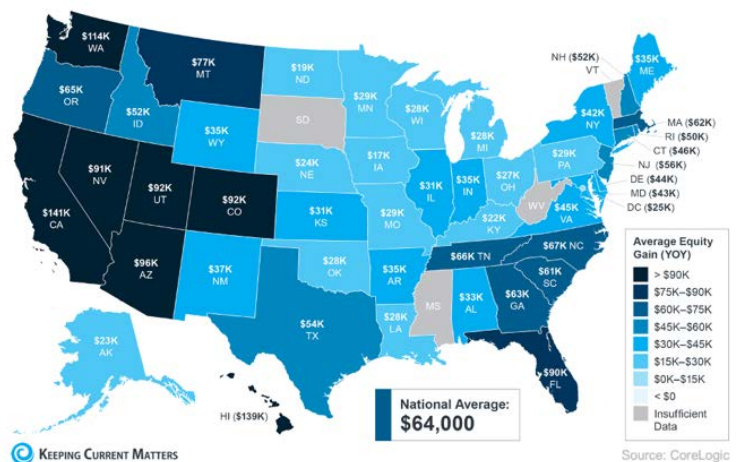 $114K
WA
$65K
OR
$52K
ID
$77K
MT
$19K
ND
$29K
MN
$28K
WI
$28K
MI
NH ($52K)
VT
$35K
ME
$42K
NY
MA ($62K)
RI ($50K)
CT ($46K)
NJ ($56K)
DE ($44K)
MD ($43K)
DC ($25K)
SD
$35K
WY
$24K
NE
$17K
IA
$31K
IL
$35K
IN
$27K
OH
$29K
PA
WV
$45K
VA
$141K
CA
$91K
NV
$92K
UT
$92K
CO
$31K
KS
$29K
MO
$22K
KY
$66K TN
$67K NC
$61K
SC
$96K
AZ
$37K
NM
$28K
OK
$35K
AR
MS
$33K
AL
$63K
GA
$54K
TX
$28K
LA
$90K
FL
$23K
AK
HI ($139K)
Average Equity
Gain (YOY)
> $90K
$75K–$90K
$60K–$75K
$45K–$60K
$30K–$45K
$15K–$30K
$0K–$15K
< $0
Insufficient
Data
National Average:
$64,000
KEEPING CURRENT MATTERS
Source: CoreLogic